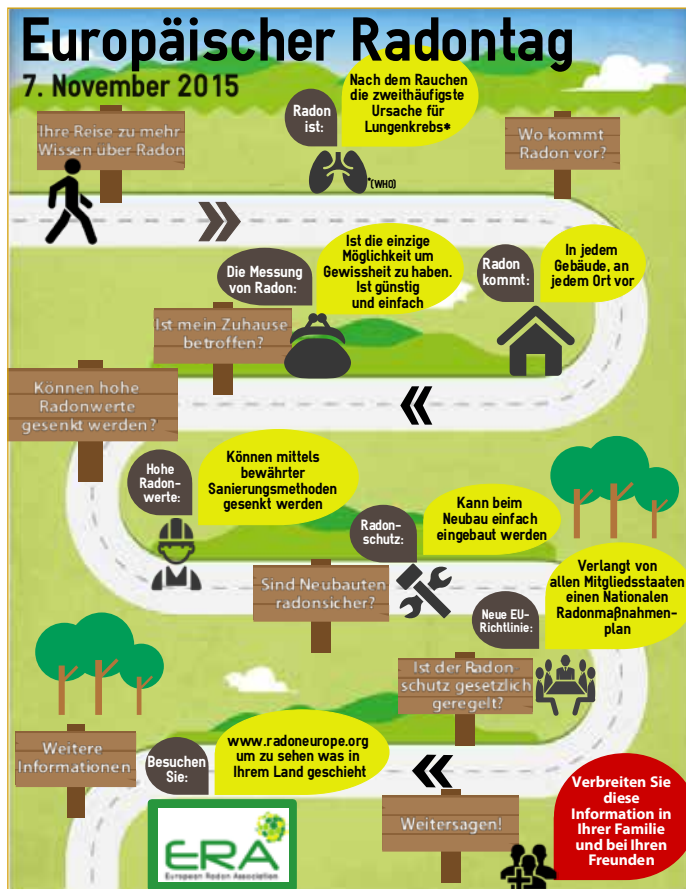 Europäischer Radontag
7. November 2015
Ihre Reise zu mehr
Wissen über Radon
Radon
ist:
Nach dem Rauchen
die zweithäufigste
Ursache für
Lungenkrebs*
*(WHO)
Wo kommt
Radon vor?
Radon
kommt:
In jedem
Gebäude, an
jedem Ort vor
Die Messung
von Radon:
Ist die einzige
Möglichkeit um
Gewissheit zu haben.
Ist günstig
und einfach
Ist mein Zuhause
betroffen?
Können hohe
Radonwerte
gesenkt werden?
Hohe
Radon-
werte:
Können mittels
bewährter
Sanierungsmethoden
gesenkt werden
Radon-
schutz:
Kann beim
Neubau einfach
eingebaut werden
Sind Neubauten
radonsicher?
Neue EU-
Richtlinie:
Verlangt von
allen Mitgliedsstaaten
einen Nationalen
Radonmaßnahmen-
plan
Ist der Radon-
schutz gesetzlich
geregelt?
Weitere
Informationen
Besuchen
Sie:
www.radoneurope.org
um zu sehen was in
Ihrem Land geschieht
ERA
European Radon Association
Weitersagen!
Verbreiten Sie
diese
Information in
Ihrer Familie
und bei Ihren
Freunden